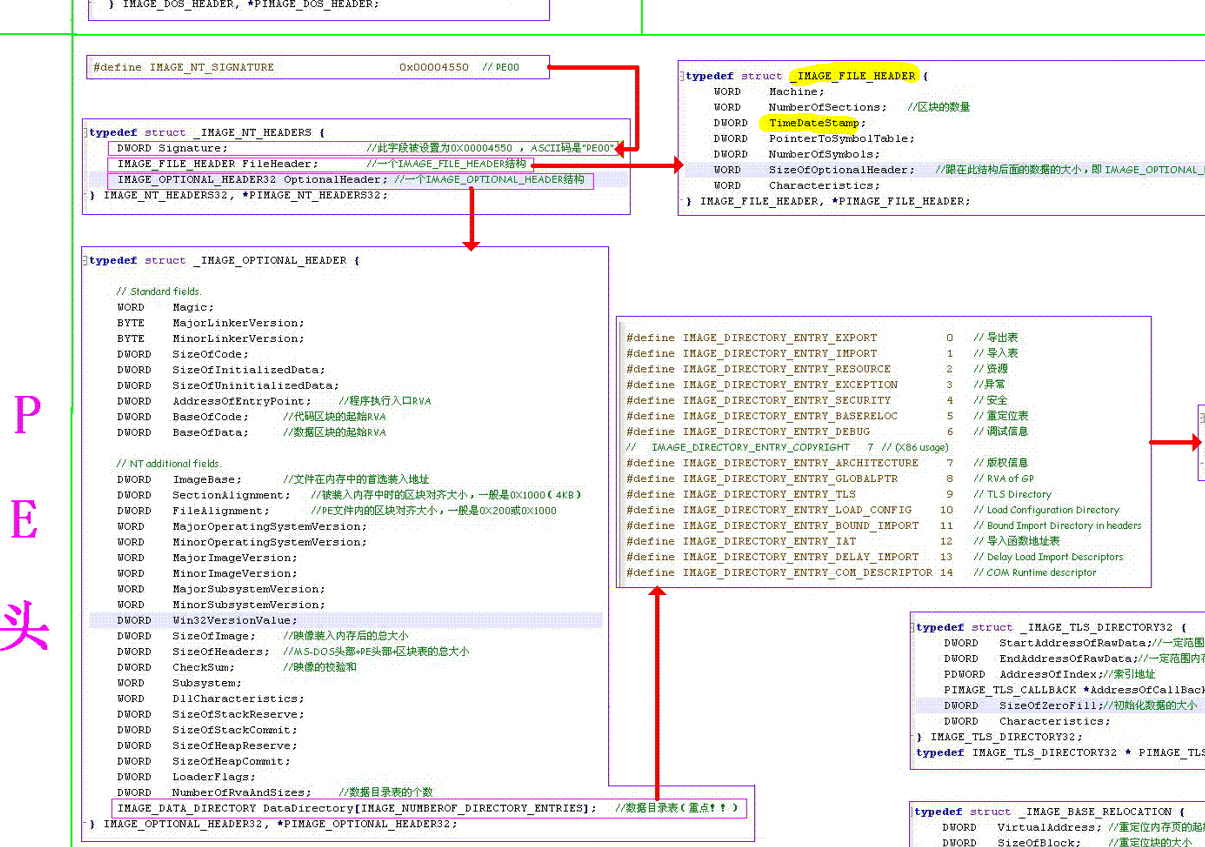 } IMAGE_DOS_HEADER, *PIMAGE_DOS_HEADER;
#define IMAGE_NT_SIGNATURE 0x00004550 // PE00
typedef struct _IMAGE_NT_HEADERS {
DWORD Signature; //此字段被设置为0X00004550 , ASCII码是"PE00"
IMAGE_FILE_HEADER FileHeader; //一个IMAGE_FILE_HEADER结构
IMAGE_OPTIONAL_HEADER32 OptionalHeader; //一个IMAGE_OPTIONAL_HEADER结构
} IMAGE_NT_HEADERS32, *PIMAGE_NT_HEADERS32;
typedef struct _IMAGE_FILE_HEADER {
WORD Machine;
WORD NumberOfSections; //区块的数量
DWORD TimeDateStamp;
DWORD PointerToSymbolTable;
DWORD NumberOfSymbols;
WORD SizeOfOptionalHeader; //跟在此结构后面的数据的大小,即 IMAGE_OPTIONAL_
WORD Characteristics;
} IMAGE_FILE_HEADER, *PIMAGE_FILE_HEADER;
P
E
头
typedef struct _IMAGE_OPTIONAL_HEADER {
// Standard fields.
WORD Magic;
BYTE MajorLinkerVersion;
BYTE MinorLinkerVersion;
DWORD SizeOfCode;
DWORD SizeOfInitializedData;
DWORD SizeOfUninitializedData;
DWORD AddressOfEntryPoint; //程序执行入口RVA
DWORD BaseOfCode; //代码区块的起始RVA
DWORD BaseOfData; //数据区块的起始RVA
// NT additional fields.
DWORD ImageBase; //文件在内存中的首选装入地址
DWORD SectionAlignment; //被装入内存中时的区块对齐大小,一般是0X1000(4KB)
DWORD FileAlignment; //PE文件内的区块对齐大小,一般是0X200或0X1000
WORD MajorOperatingSystemVersion;
WORD MinorOperatingSystemVersion;
WORD MajorImageVersion;
WORD MinorImageVersion;
WORD MajorSubsystemVersion;
WORD MinorSubsystemVersion;
DWORD Win32VersionValue;
DWORD SizeOfImage; //映像装入内存后的总大小
DWORD SizeOfHeaders; //MS-DOS头部+PE头部+区块表的总大小
DWORD CheckSum; //映像的校验和
WORD Subsystem;
WORD DllCharacteristics;
DWORD SizeOfStackReserve;
DWORD SizeOfStackCommit;
DWORD SizeOfHeapReserve;
DWORD SizeOfHeapCommit;
DWORD LoaderFlags;
DWORD NumberOfRvaAndSizes; //数据目录表的个数
IMAGE_DATA_DIRECTORY DataDirectory[IMAGE_NUMBEROF_DIRECTORY_ENTRIES]; //数据目录表(重点!!)
} IMAGE_OPTIONAL_HEADER32, *PIMAGE_OPTIONAL_HEADER32;
#define IMAGE_DIRECTORY_ENTRY_EXPORT 0 // 导出表
#define IMAGE_DIRECTORY_ENTRY_IMPORT 1 // 导入表
#define IMAGE_DIRECTORY_ENTRY_RESOURCE 2 // 资源
#define IMAGE_DIRECTORY_ENTRY_EXCEPTION 3 //异常
#define IMAGE_DIRECTORY_ENTRY_SECURITY 4 // 安全
#define IMAGE_DIRECTORY_ENTRY_BASERELOC 5 // 重定位表
#define IMAGE_DIRECTORY_ENTRY_DEBUG 6 // 调试信息
// IMAGE_DIRECTORY_ENTRY_COPYRIGHT 7 // (X86 usage)
#define IMAGE_DIRECTORY_ENTRY_ARCHITECTURE 7 // 版权信息
#define IMAGE_DIRECTORY_ENTRY_GLOBALPTR 8 // RVA of GP
#define IMAGE_DIRECTORY_ENTRY_TLS 9 // TLS Directory
#define IMAGE_DIRECTORY_ENTRY_LOAD_CONFIG 10 // Load Configuration Directory
#define IMAGE_DIRECTORY_ENTRY_BOUND_IMPORT 11 // Bound Import Directory in headers
#define IMAGE_DIRECTORY_ENTRY_IAT 12 // 导入函数地址表
#define IMAGE_DIRECTORY_ENTRY_DELAY_IMPORT 13 // Delay Load Import Descriptors
#define IMAGE_DIRECTORY_ENTRY_COM_DESCRIPTOR 14 // COM Runtime descriptor
typedef struct _IMAGE_TLS_DIRECTORY32 {
DWORD StartAddressOfRawData;//一定范围
DWORD EndAddressOfRawData;//一定范围内存
PDWORD AddressOfIndex;//索引地址
PIMAGE_TLS_CALLBACK *AddressOfCallBack
DWORD SizeOfZeroFill;//初始化数据的大小
DWORD Characteristics;
} IMAGE_TLS_DIRECTORY32;
typedef IMAGE_TLS_DIRECTORY32 * PIMAGE_TLS
typedef struct _IMAGE_BASE_RELOCATION {
DWORD VirtualAddress; //重定位内存页的起始
DWORD SizeOfBlock; //重定位块的大小